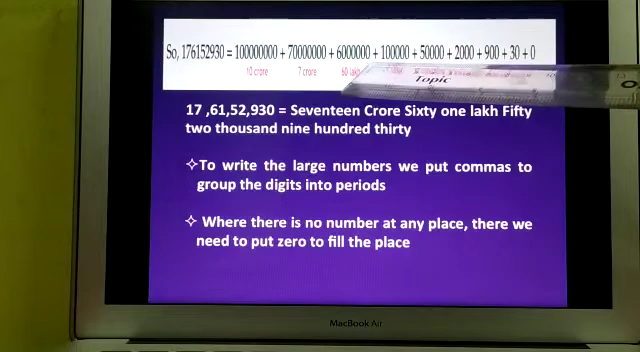 So, 176152930 = 100000000 + 70000000 + 6000000 + 100000 + 50000 + 2000 + 900 + 30 + 0
10 crore 7 crore 60
Topic
17 ,61,52,930 = Seventeen Crore Sixty one lakh Fifty
two thousand nine hundred thirty
✧To write the large numbers we put commas to
group the digits into periods
✧ Where there is no number at any place, there we
need to put zero to fill the place
MacBook Air